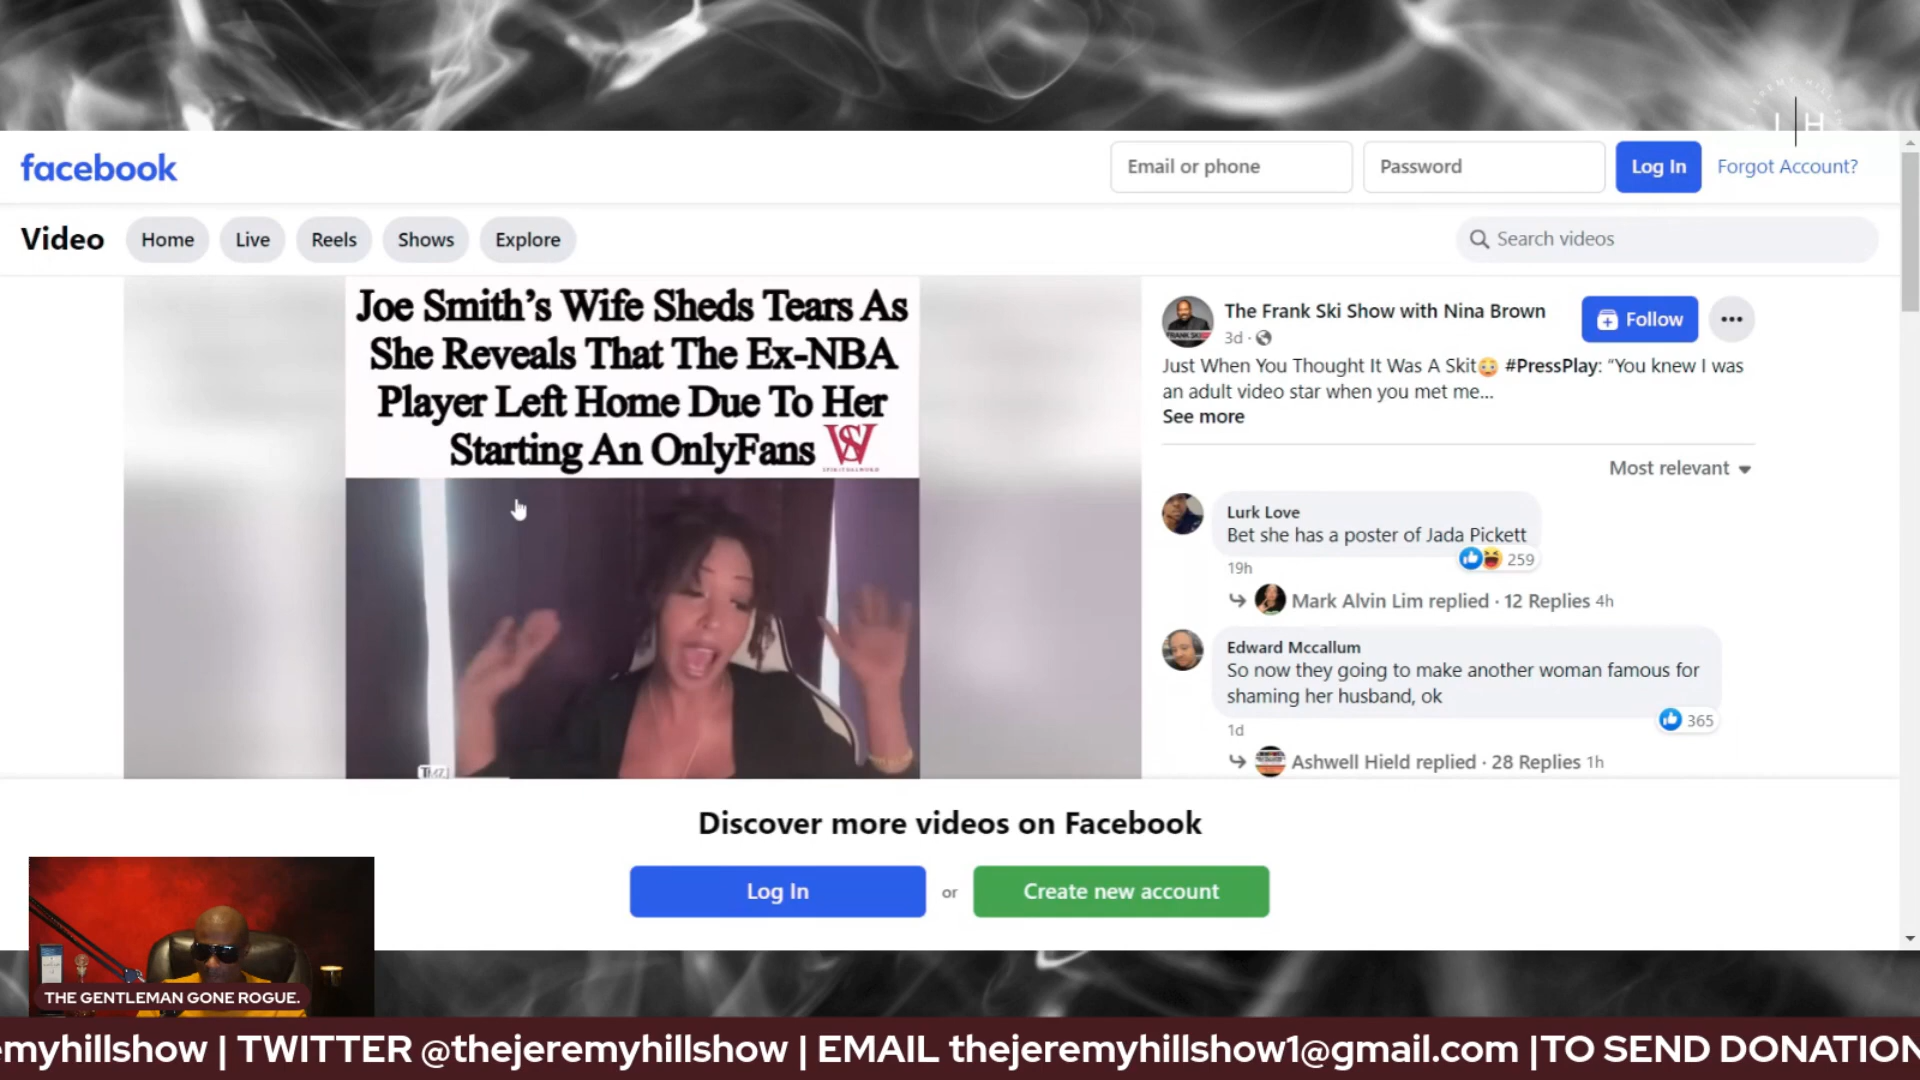 JEREMY HILL
J H
facebook
Email or phone
Password
Log In
Forgot Account?
Video
Home
Live
Reels
Shows
Explore
Search videos
Joe Smith's Wife Sheds Tears As
She Reveals That The Ex-NBA
Player Left Home Due To Her
Starting An OnlyFans
SW
TMZ
The Frank Ski Show with Nina Brown
3d ·
Follow
Just When You Thought It Was A Skit😳 #PressPlay: “You knew I was
an adult video star when you met me...
See more
Most relevant
Lurk Love
Bet she has a poster of Jada Pickett
259
19h
Mark Alvin Lim replied · 12 Replies 4h
Edward Mccallum
So now they going to make another woman famous for
shaming her husband, ok
365
1d
Ashwell Hield replied · 28 Replies 1h
Discover more videos on Facebook
Log In
or
Create new account
THE GENTLEMAN GONE ROGUE.
emyhillshow | TWITTER @thejeremyhillshow | EMAIL thejeremyhillshow1@gmail.com |TO SEND DONATION